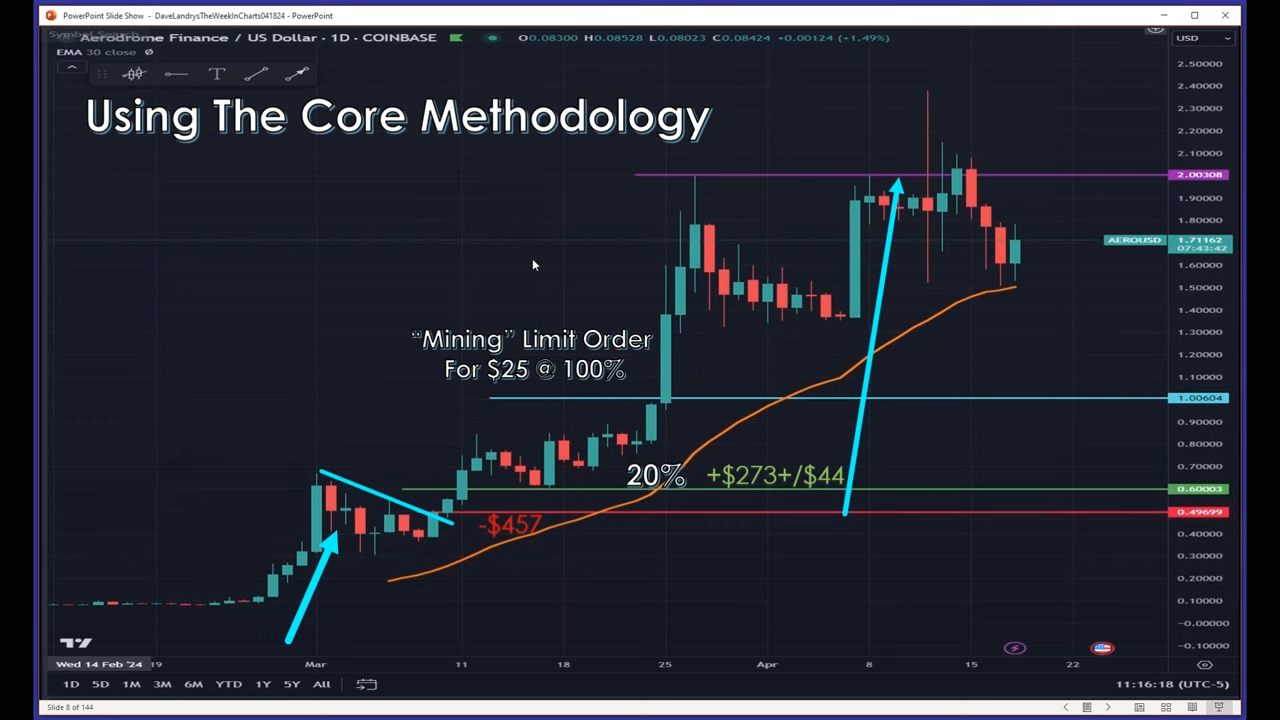 PowerPoint Slide Show - DaveLandrysTheWeekInCharts041824 - PowerPoint
Aerodrome Finance / US Dollar · 1D · COINBASE O0.08300 H0.08528 L0.08023 C0.08424 +0.00124 (+1.49%) USD
EMA 30 close
Using The Core Methodology
2.50000
2.40000
2.30000
2.20000
2.10000
2.00308
1.90000
1.80000
AEROUSD 1.71162
07:43:42
1.60000
1.50000
1.40000
1.30000
1.20000
1.10000
1.00604
0.90000
0.80000
0.70000
0.60003
0.49699
0.40000
0.30000
0.20000
0.10000
-0.00000
-0.10000
"Mining" Limit Order
For $25 @ 100%
20% +$273+/$44
-$457
Wed 14 Feb '24 19 Mar 11 18 25 Apr 8 15 22
1D 5D 1M 3M 6M YTD 1Y 5Y All 11:16:18 (UTC-5)
Slide 8 of 144